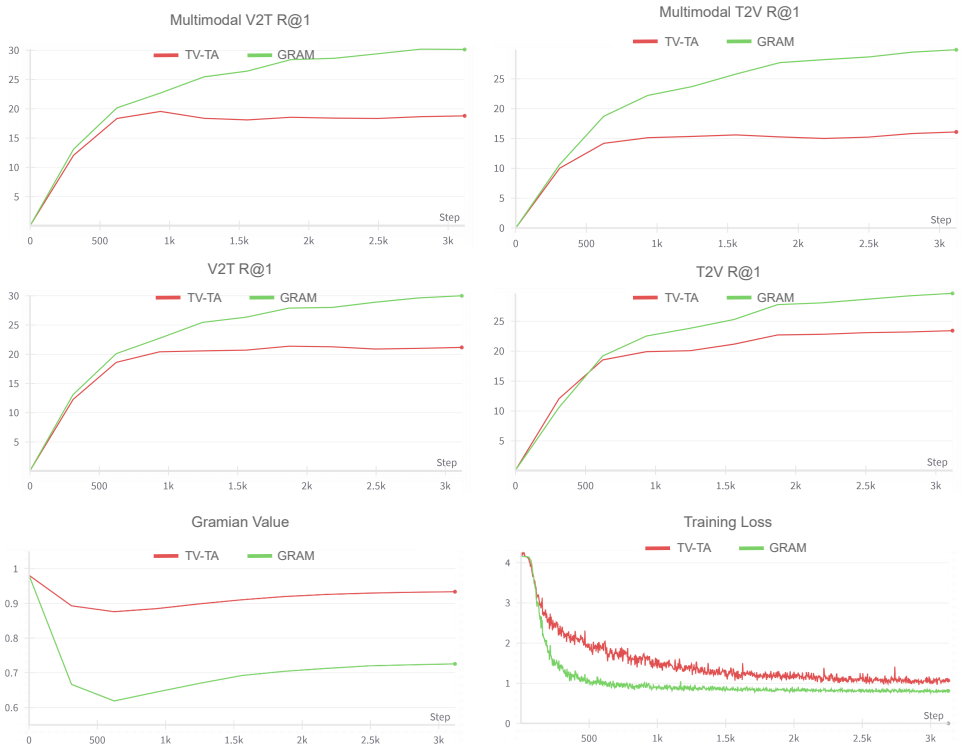 Multimodal V2T R@1
TV-TA GRAM
30
25
20
15
10
5
Step
0 500 1k 1.5k 2k 2.5k 3k
Multimodal T2V R@1
TV-TA GRAM
25
20
15
10
5
0
Step
0 500 1k 1.5k 2k 2.5k 3k
V2T R@1
TV-TA GRAM
30
25
20
15
10
5
Step
0 500 1k 1.5k 2k 2.5k 3k
T2V R@1
TV-TA GRAM
25
20
15
10
5
Step
0 500 1k 1.5k 2k 2.5k 3k
Gramian Value
TV-TA GRAM
1
0.9
0.8
0.7
0.6
Step
0 500 1k 1.5k 2k 2.5k 3k
Training Loss
TV-TA GRAM
4
3
2
1
0
Step
500 1k 1.5k 2k 2.5k 3k